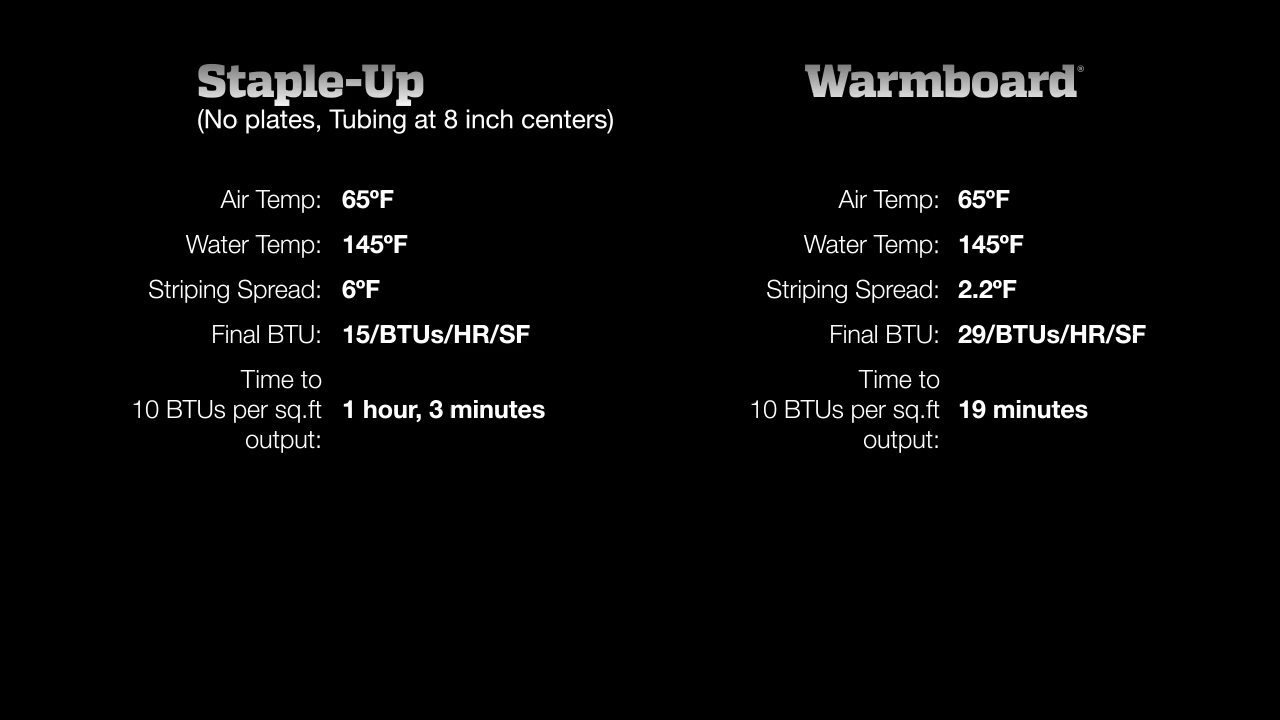 Staple-Up
(No plates, Tubing at 8 inch centers)
Air Temp: 65ºF
Water Temp: 145ºF
Striping Spread: 6ºF
Final BTU: 15/BTUs/HR/SF
Time to
10 BTUs per sq.ft 1 hour, 3 minutes
output:
Warmboard®
Air Temp: 65ºF
Water Temp: 145ºF
Striping Spread: 2.2ºF
Final BTU: 29/BTUs/HR/SF
Time to
10 BTUs per sq.ft 19 minutes
output: